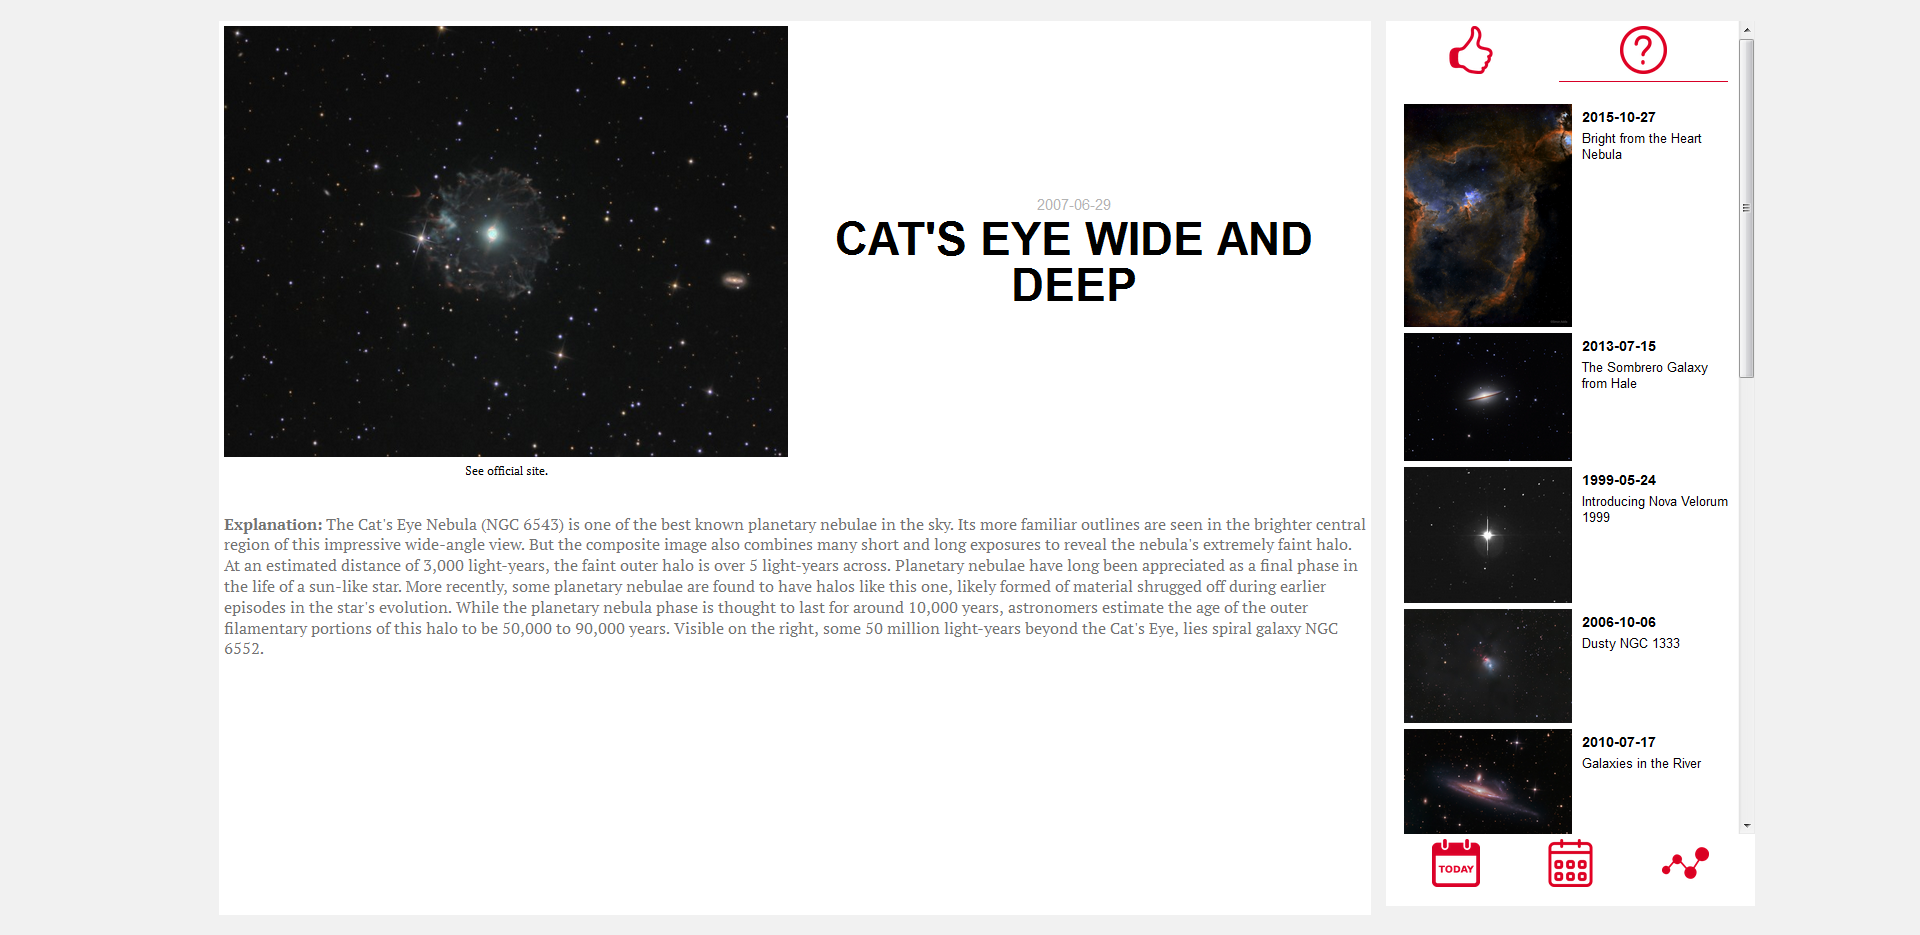 2007-06-29
CAT'S EYE WIDE AND
DEEP
See official site.
Explanation: The Cat's Eye Nebula (NGC 6543) is one of the best known planetary nebulae in the sky. Its more familiar outlines are seen in the brighter central
region of this impressive wide-angle view. But the composite image also combines many short and long exposures to reveal the nebula's extremely faint halo.
At an estimated distance of 3,000 light-years, the faint outer halo is over 5 light-years across. Planetary nebulae have long been appreciated as a final phase in
the life of a sun-like star. More recently, some planetary nebulae are found to have halos like this one, likely formed of material shrugged off during earlier
episodes in the star's evolution. While the planetary nebula phase is thought to last for around 10,000 years, astronomers estimate the age of the outer
filamentary portions of this halo to be 50,000 to 90,000 years. Visible on the right, some 50 million light-years beyond the Cat's Eye, lies spiral galaxy NGC
6552.
?
2015-10-27
Bright from the Heart
Nebula
2013-07-15
The Sombrero Galaxy
from Hale
1999-05-24
Introducing Nova Velorum
1999
2006-10-06
Dusty NGC 1333
2010-07-17
Galaxies in the River
TODAY